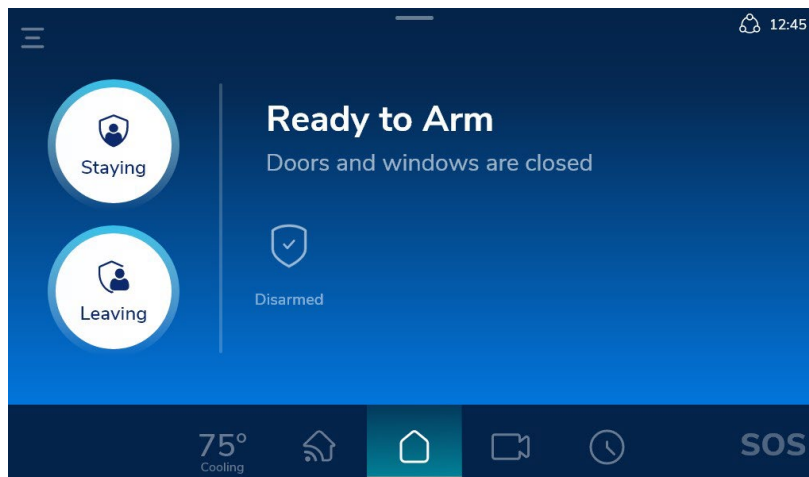 12:45
Ready to Arm
Staying
Doors and windows are closed
Disarmed
Leaving
75°
Cooling
SOS